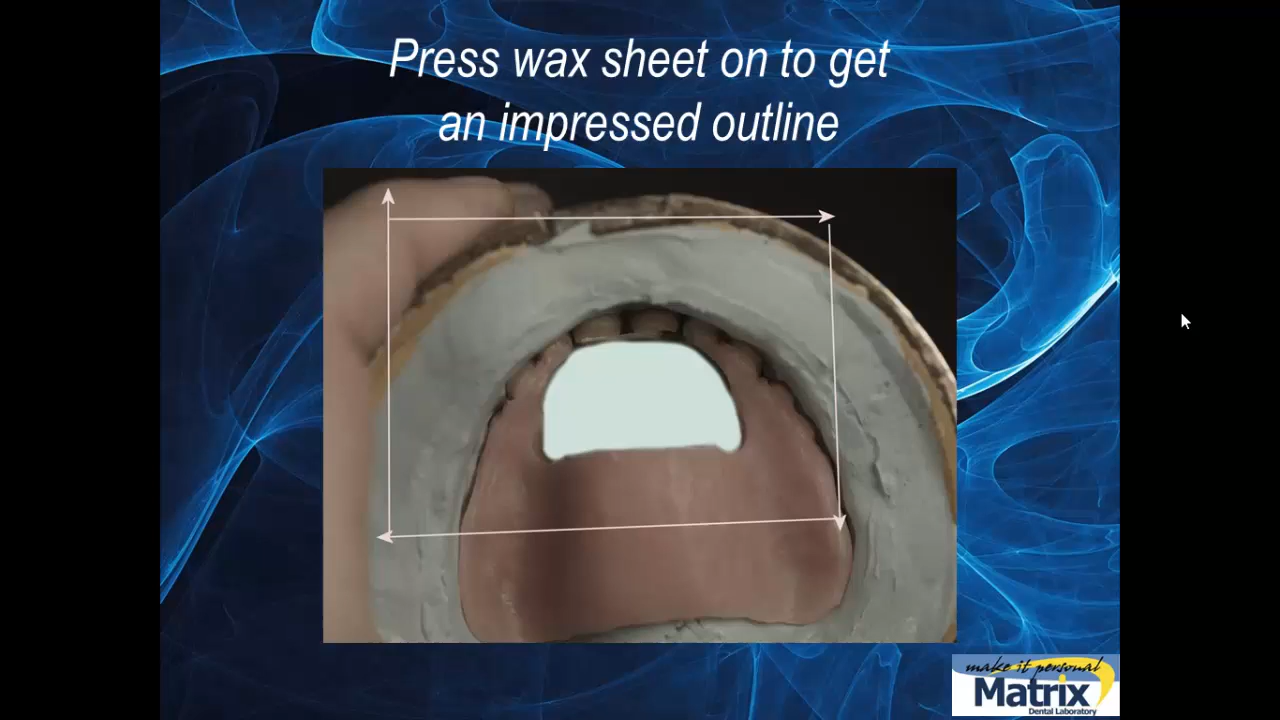 Press wax sheet on to get
an impressed outline
make it personal
Matrix
Dental Laboratory